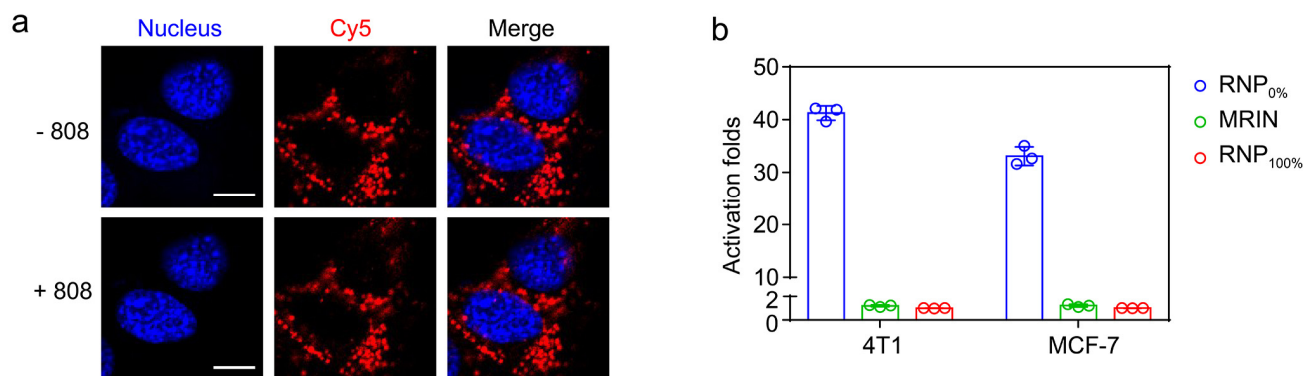 a
Nucleus Cy5 Merge
- 808
+ 808
b
Activation folds
50
40
30
20
10
2
0
4T1 MCF-7
RNP0%
MRIN
RNP100%